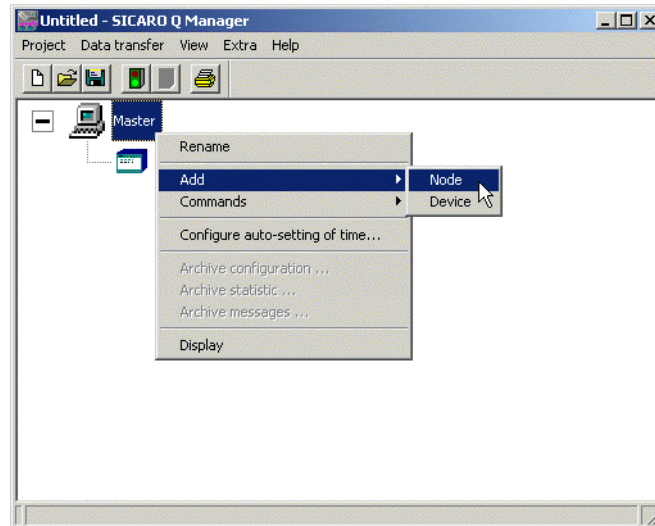 Untitled - SICARO Q Manager
Project Data transfer View Extra Help
Master
Rename
Add
Node
Commands
Device
Configure auto-setting of time...
Archive configuration ...
Archive statistic ...
Archive messages ...
Display